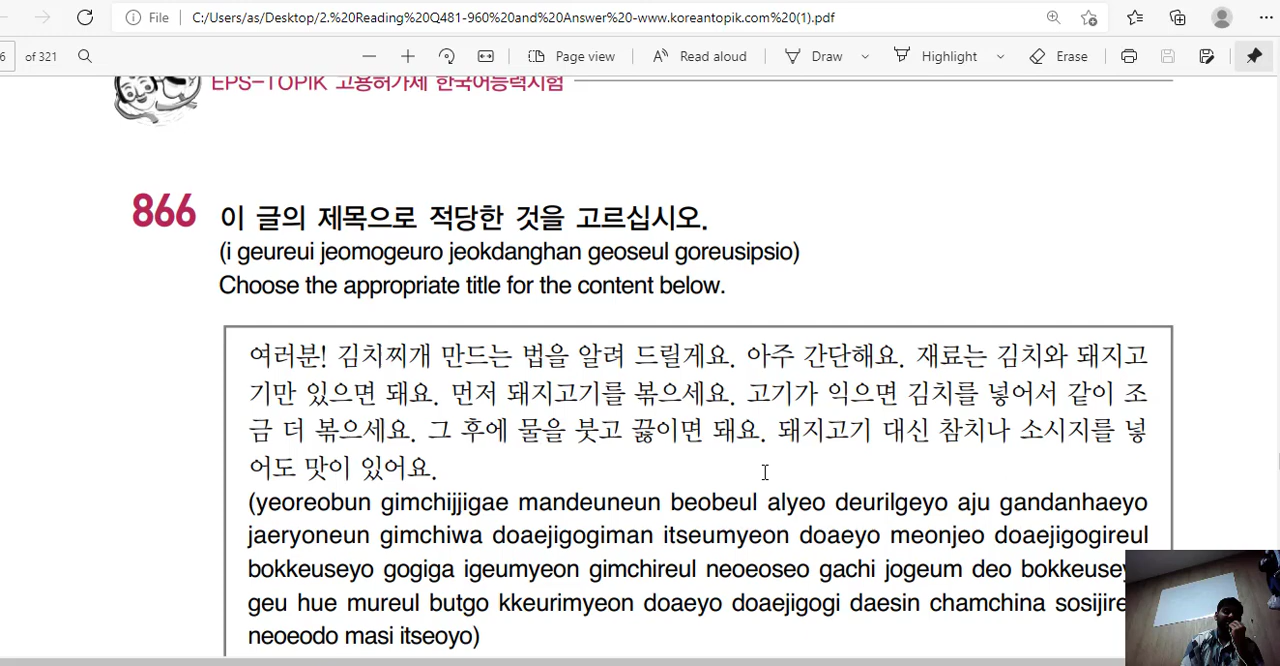 File C:/Users/as/Desktop/2.%20Reading%20Q481-960%20and%20Answer%20-www.koreantopik.com%20(1).pdf
6 of 321 Page view Read aloud Draw Highlight Erase
EPS-TOPIK 고용허가제 한국어능력시험
866 이 글의 제목으로 적당한 것을 고르십시오.
(i geureui jeomogeuro jeokdanghan geoseul goreusipsio)
Choose the appropriate title for the content below.
여러분! 김치찌개 만드는 법을 알려 드릴게요. 아주 간단해요. 재료는 김치와 돼지고
기만 있으면 돼요. 먼저 돼지고기를 볶으세요. 고기가 익으면 김치를 넣어서 같이 조
금 더 볶으세요. 그 후에 물을 붓고 끓이면 돼요. 돼지고기 대신 참치나 소시지를 넣
어도 맛이 있어요.
(yeoreobun gimchijjigae mandeuneun beobeul alyeo deurilgeyo aju gandanhaeyo
jaeryoneun gimchiwa doaejigogiman itseumyeon doaeyo meonjeo doaejigogireul
bokkeuseyo gogiga igeumyeon gimchireul neoeoseo gachi jogeum deo
geu hue mureul butgo kkeurimyeon doaeyo doaejigogi daesin chamchina
neoeodo masi itseoyo)